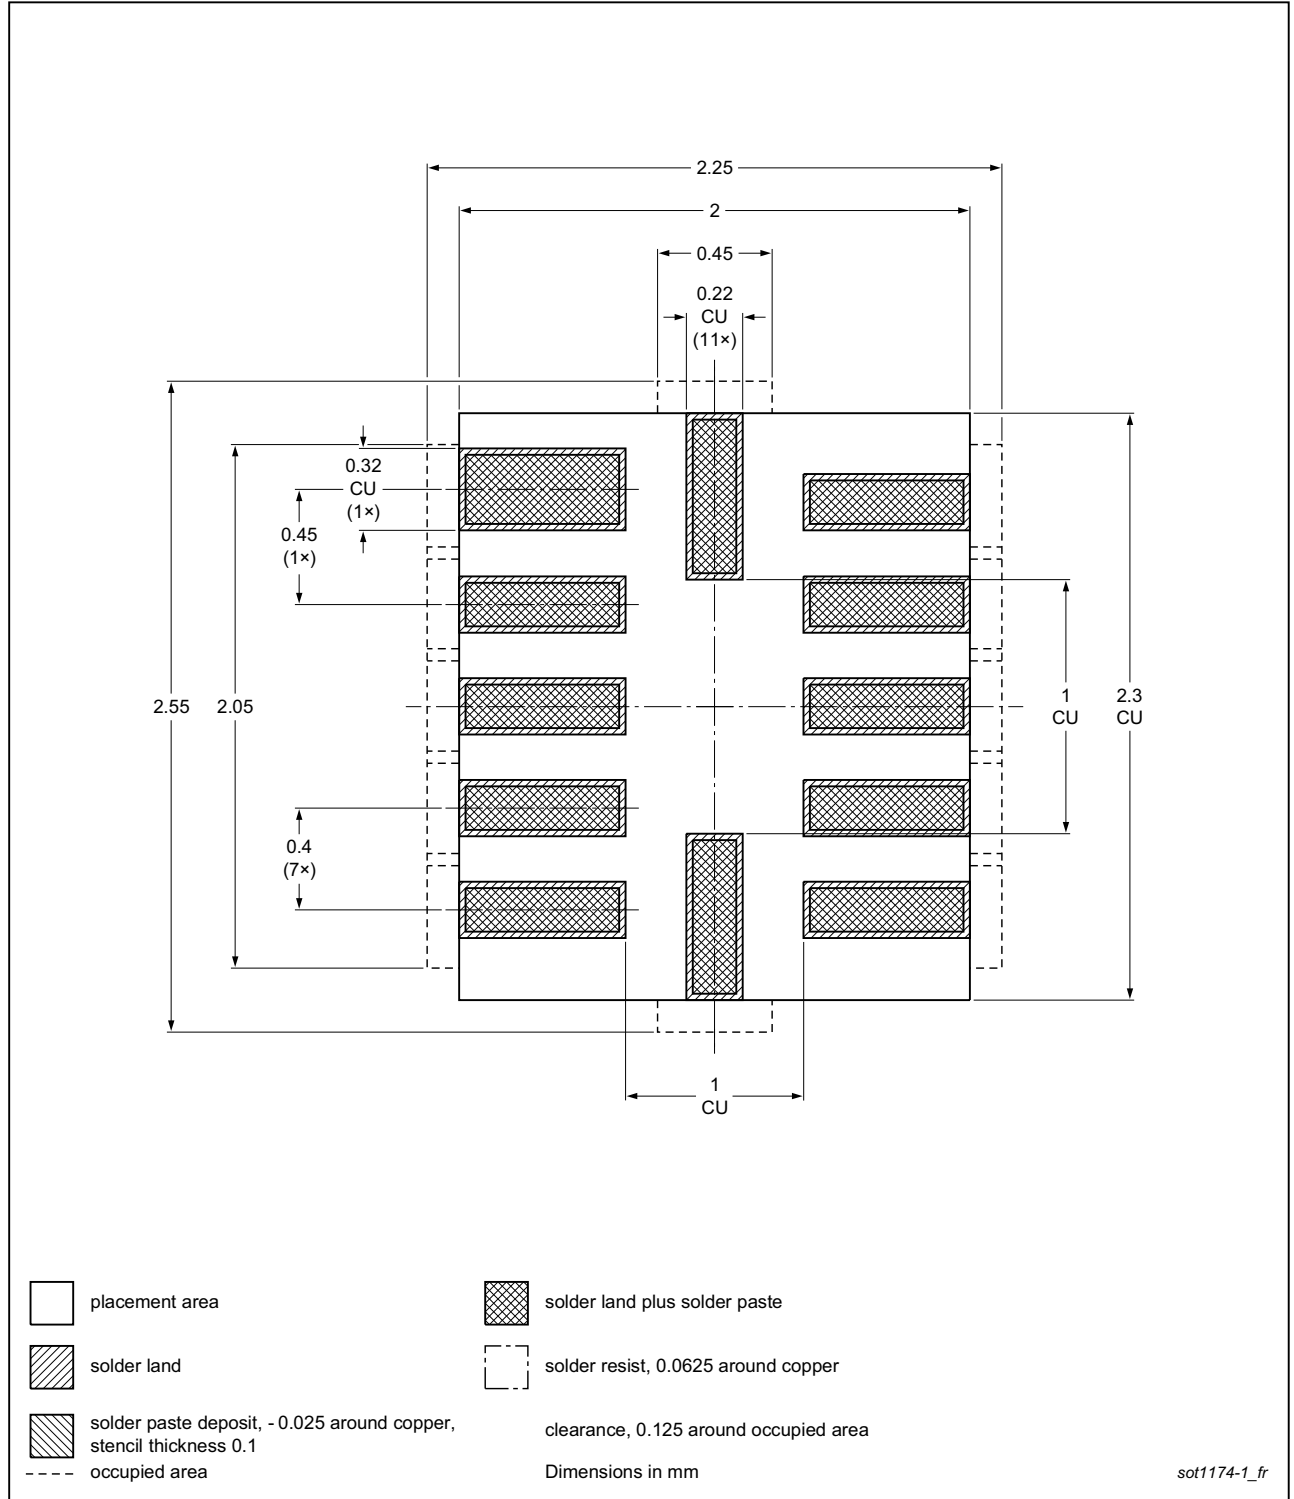 2.25
2
0.45
0.22
CU
(11×)
0.32
CU
(1×)
0.45
(1×)
2.55
2.05
1
CU
2.3
CU
0.4
(7×)
1
CU
placement area
solder land plus solder paste
solder land
solder resist, 0.0625 around copper
solder paste deposit, - 0.025 around copper,
stencil thickness 0.1
clearance, 0.125 around occupied area
occupied area
Dimensions in mm
sot1174-1_fr